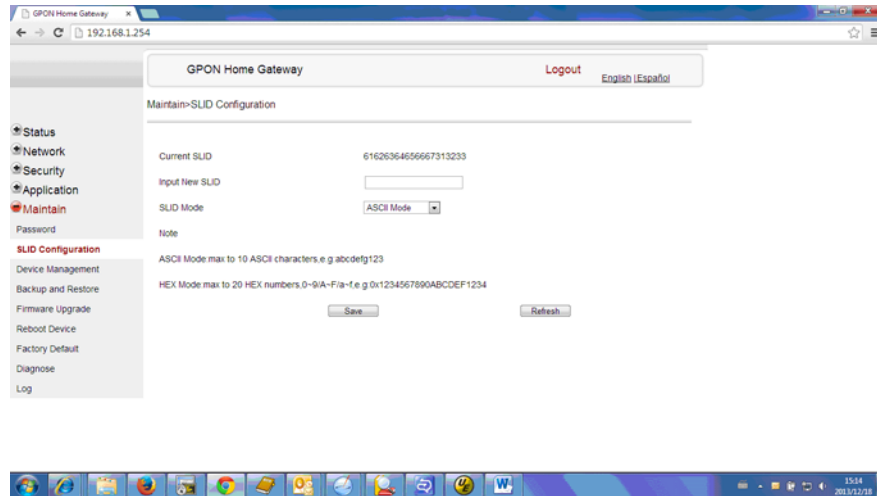 GPON Home Gateway
192.168.1.254
GPON Home Gateway
Logout
English |Español
Maintain>SLID Configuration
Status
Network
Security
Application
Maintain
Password
SLID Configuration
Device Management
Backup and Restore
Firmware Upgrade
Reboot Device
Factory Default
Diagnose
Log
Current SLID 61626364656667313233
Input New SLID
SLID Mode ASCII Mode
Note
ASCII Mode:max to 10 ASCII characters,e.g.abcdefg123
HEX Mode:max to 20 HEX numbers,0~9/A~F/a~f,e.g.0x1234567890ABCDEF1234
Save Refresh
15:14
2013/12/18